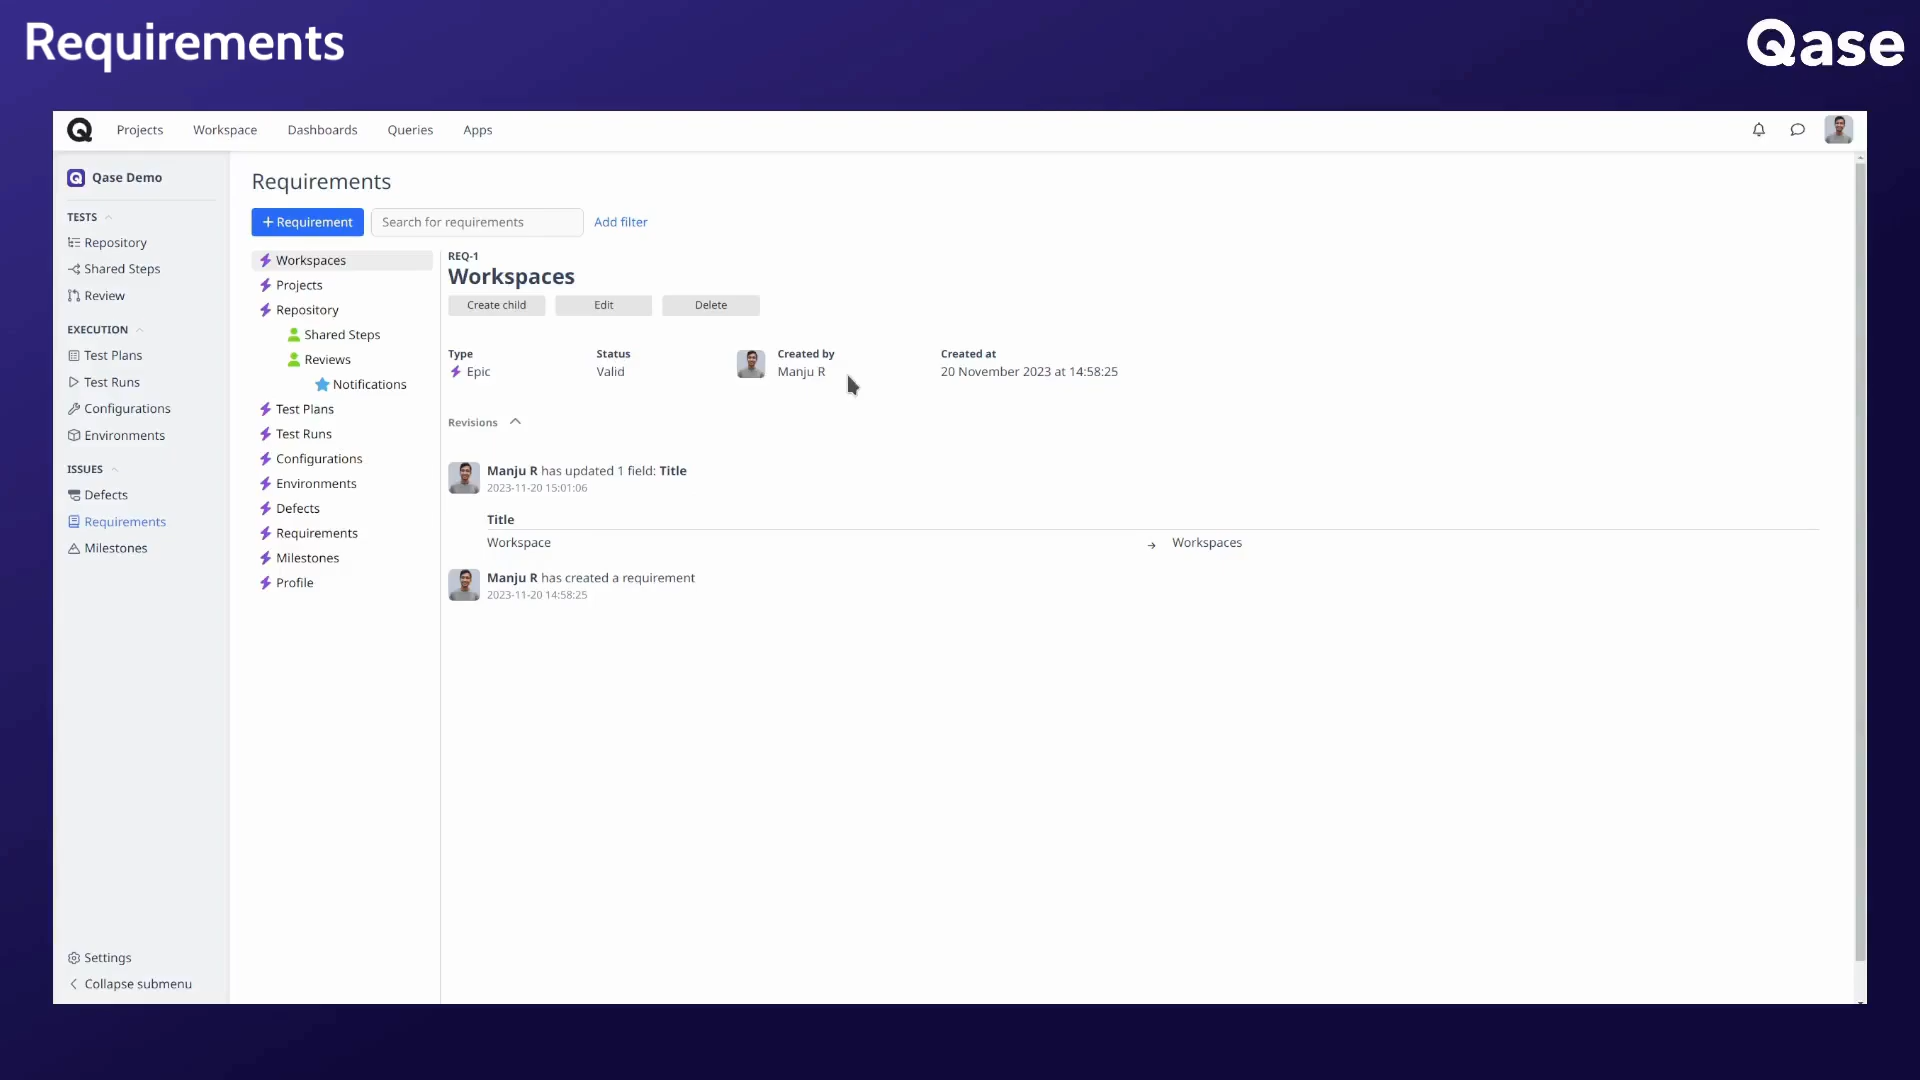 Requirements
Qase
Projects
Workspace
Dashboards
Queries
Apps
Qase Demo
TESTS
Repository
Shared Steps
Review
EXECUTION
Test Plans
Test Runs
Configurations
Environments
ISSUES
Defects
Requirements
Milestones
Settings
Collapse submenu
Requirements
+ Requirement
Search for requirements
Add filter
Workspaces
Projects
Repository
Shared Steps
Reviews
Notifications
Test Plans
Test Runs
Configurations
Environments
Defects
Requirements
Milestones
Profile
REQ-1
Workspaces
Create child
Edit
Delete
Type
Epic
Status
Valid
Created by
Manju R
Created at
20 November 2023 at 14:58:25
Revisions
Manju R has updated 1 field: Title
2023-11-20 15:01:06
Title
Workspace → Workspaces
Manju R has created a requirement
2023-11-20 14:58:25